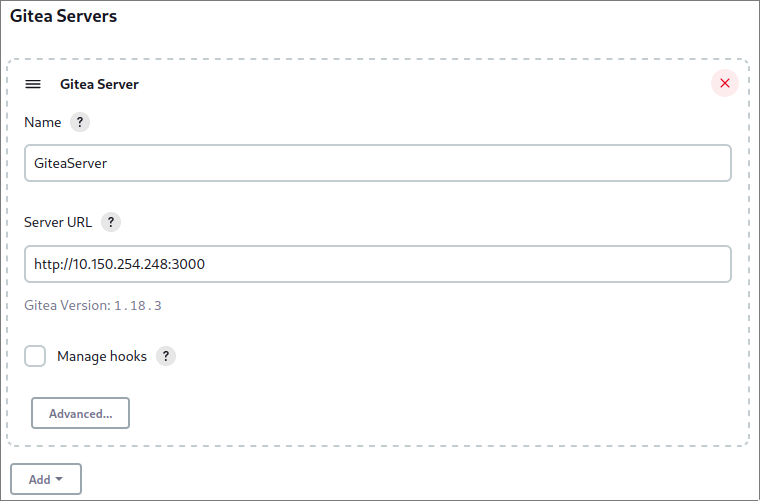 Gitea Servers
Gitea Server
Name ?
GiteaServer
Server URL ?
http://10.150.254.248:3000
Gitea Version: 1.18.3
Manage hooks ?
Advanced...
Add